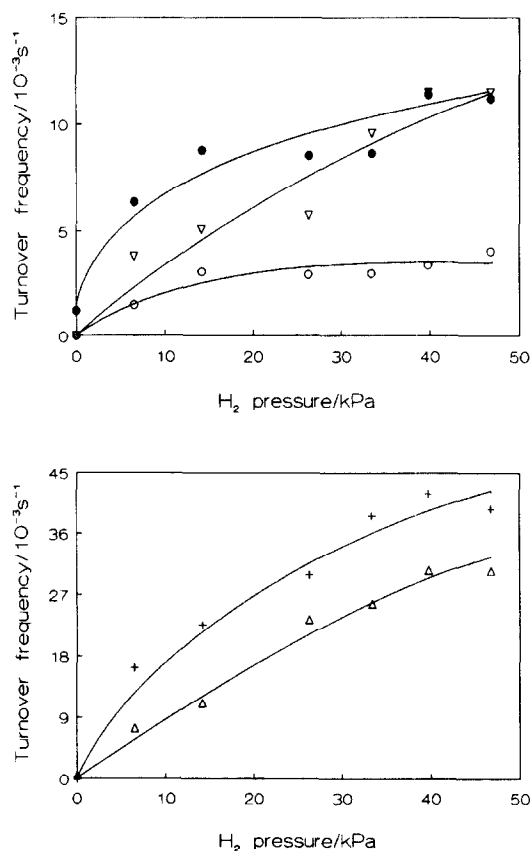 15
10
5
0
Turnover frequency/10⁻³s⁻¹
0 10 20 30 40 50
H₂ pressure/kPa
45
36
27
18
9
0
Turnover frequency/10⁻³s⁻¹
0 10 20 30 40 50
H₂ pressure/kPa